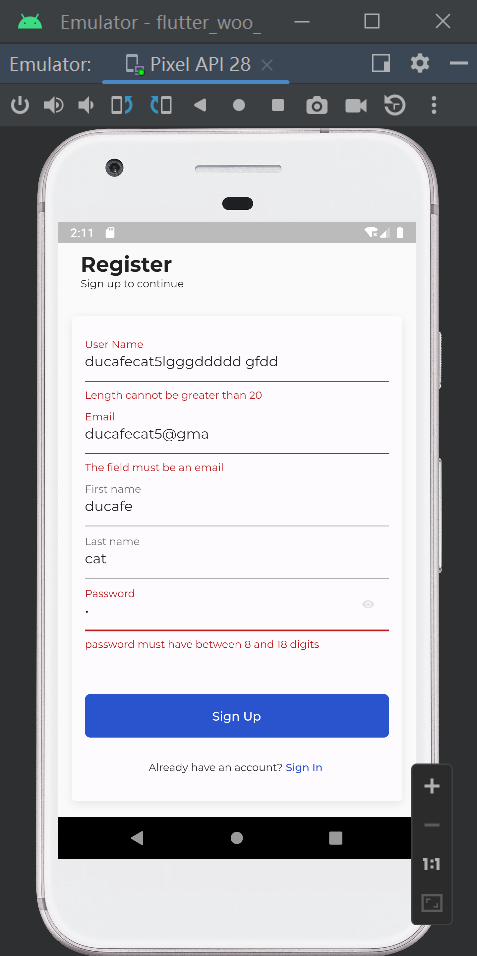 Emulator - flutter_woo_
Emulator: Pixel API 28
2:11
Register
Sign up to continue
User Name
ducafecat5lgggddddd gfdd
Length cannot be greater than 20
Email
ducafecat5@gma
The field must be an email
First name
ducafe
Last name
cat
Password
•
password must have between 8 and 18 digits
Sign Up
Already have an account? Sign In
1:1